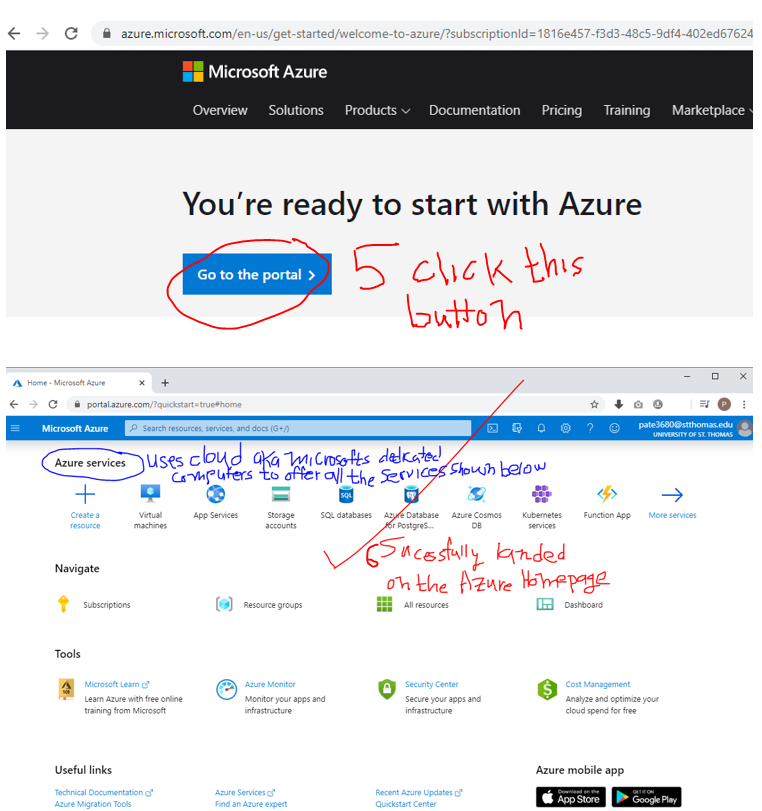 azure.microsoft.com/en-us/get-started/welcome-to-azure/?subscriptionId=1816e457-f3d3-48c5-9df4-402ed67624
Microsoft Azure
Overview Solutions Products Documentation Pricing Training Marketplace
You're ready to start with Azure
Go to the portal
5 click this
button
Home - Microsoft Azure
portal.azure.com/?quickstart=true#home
Microsoft Azure Search resources, services, and docs (G+/) pate3680@stthomas.edu
UNIVERSITY OF ST. THOMAS
P
Azure services
uses cloud aka microsofts dedicated
computers to offer all the services shown below
Create a resource
Virtual machines
App Services
Storage accounts
SQL databases
Azure Database for PostgreS...
Azure Cosmos DB
Kubernetes services
Function App
More services
6 Sucessfully landed
on the Azure Homepage
Navigate
Subscriptions Resource groups All resources Dashboard
Tools
Microsoft Learn
Learn Azure with free online
training from Microsoft
Azure Monitor
Monitor your apps and
infrastructure
Security Center
Secure your apps and
infrastructure
Cost Management
Analyze and optimize your
cloud spend for free
Useful links
Technical Documentation Azure Services Recent Azure Updates
Azure Migration Tools Find an Azure expert Quickstart Center
Azure mobile app
Download on the
App Store
GET IT ON
Google Play